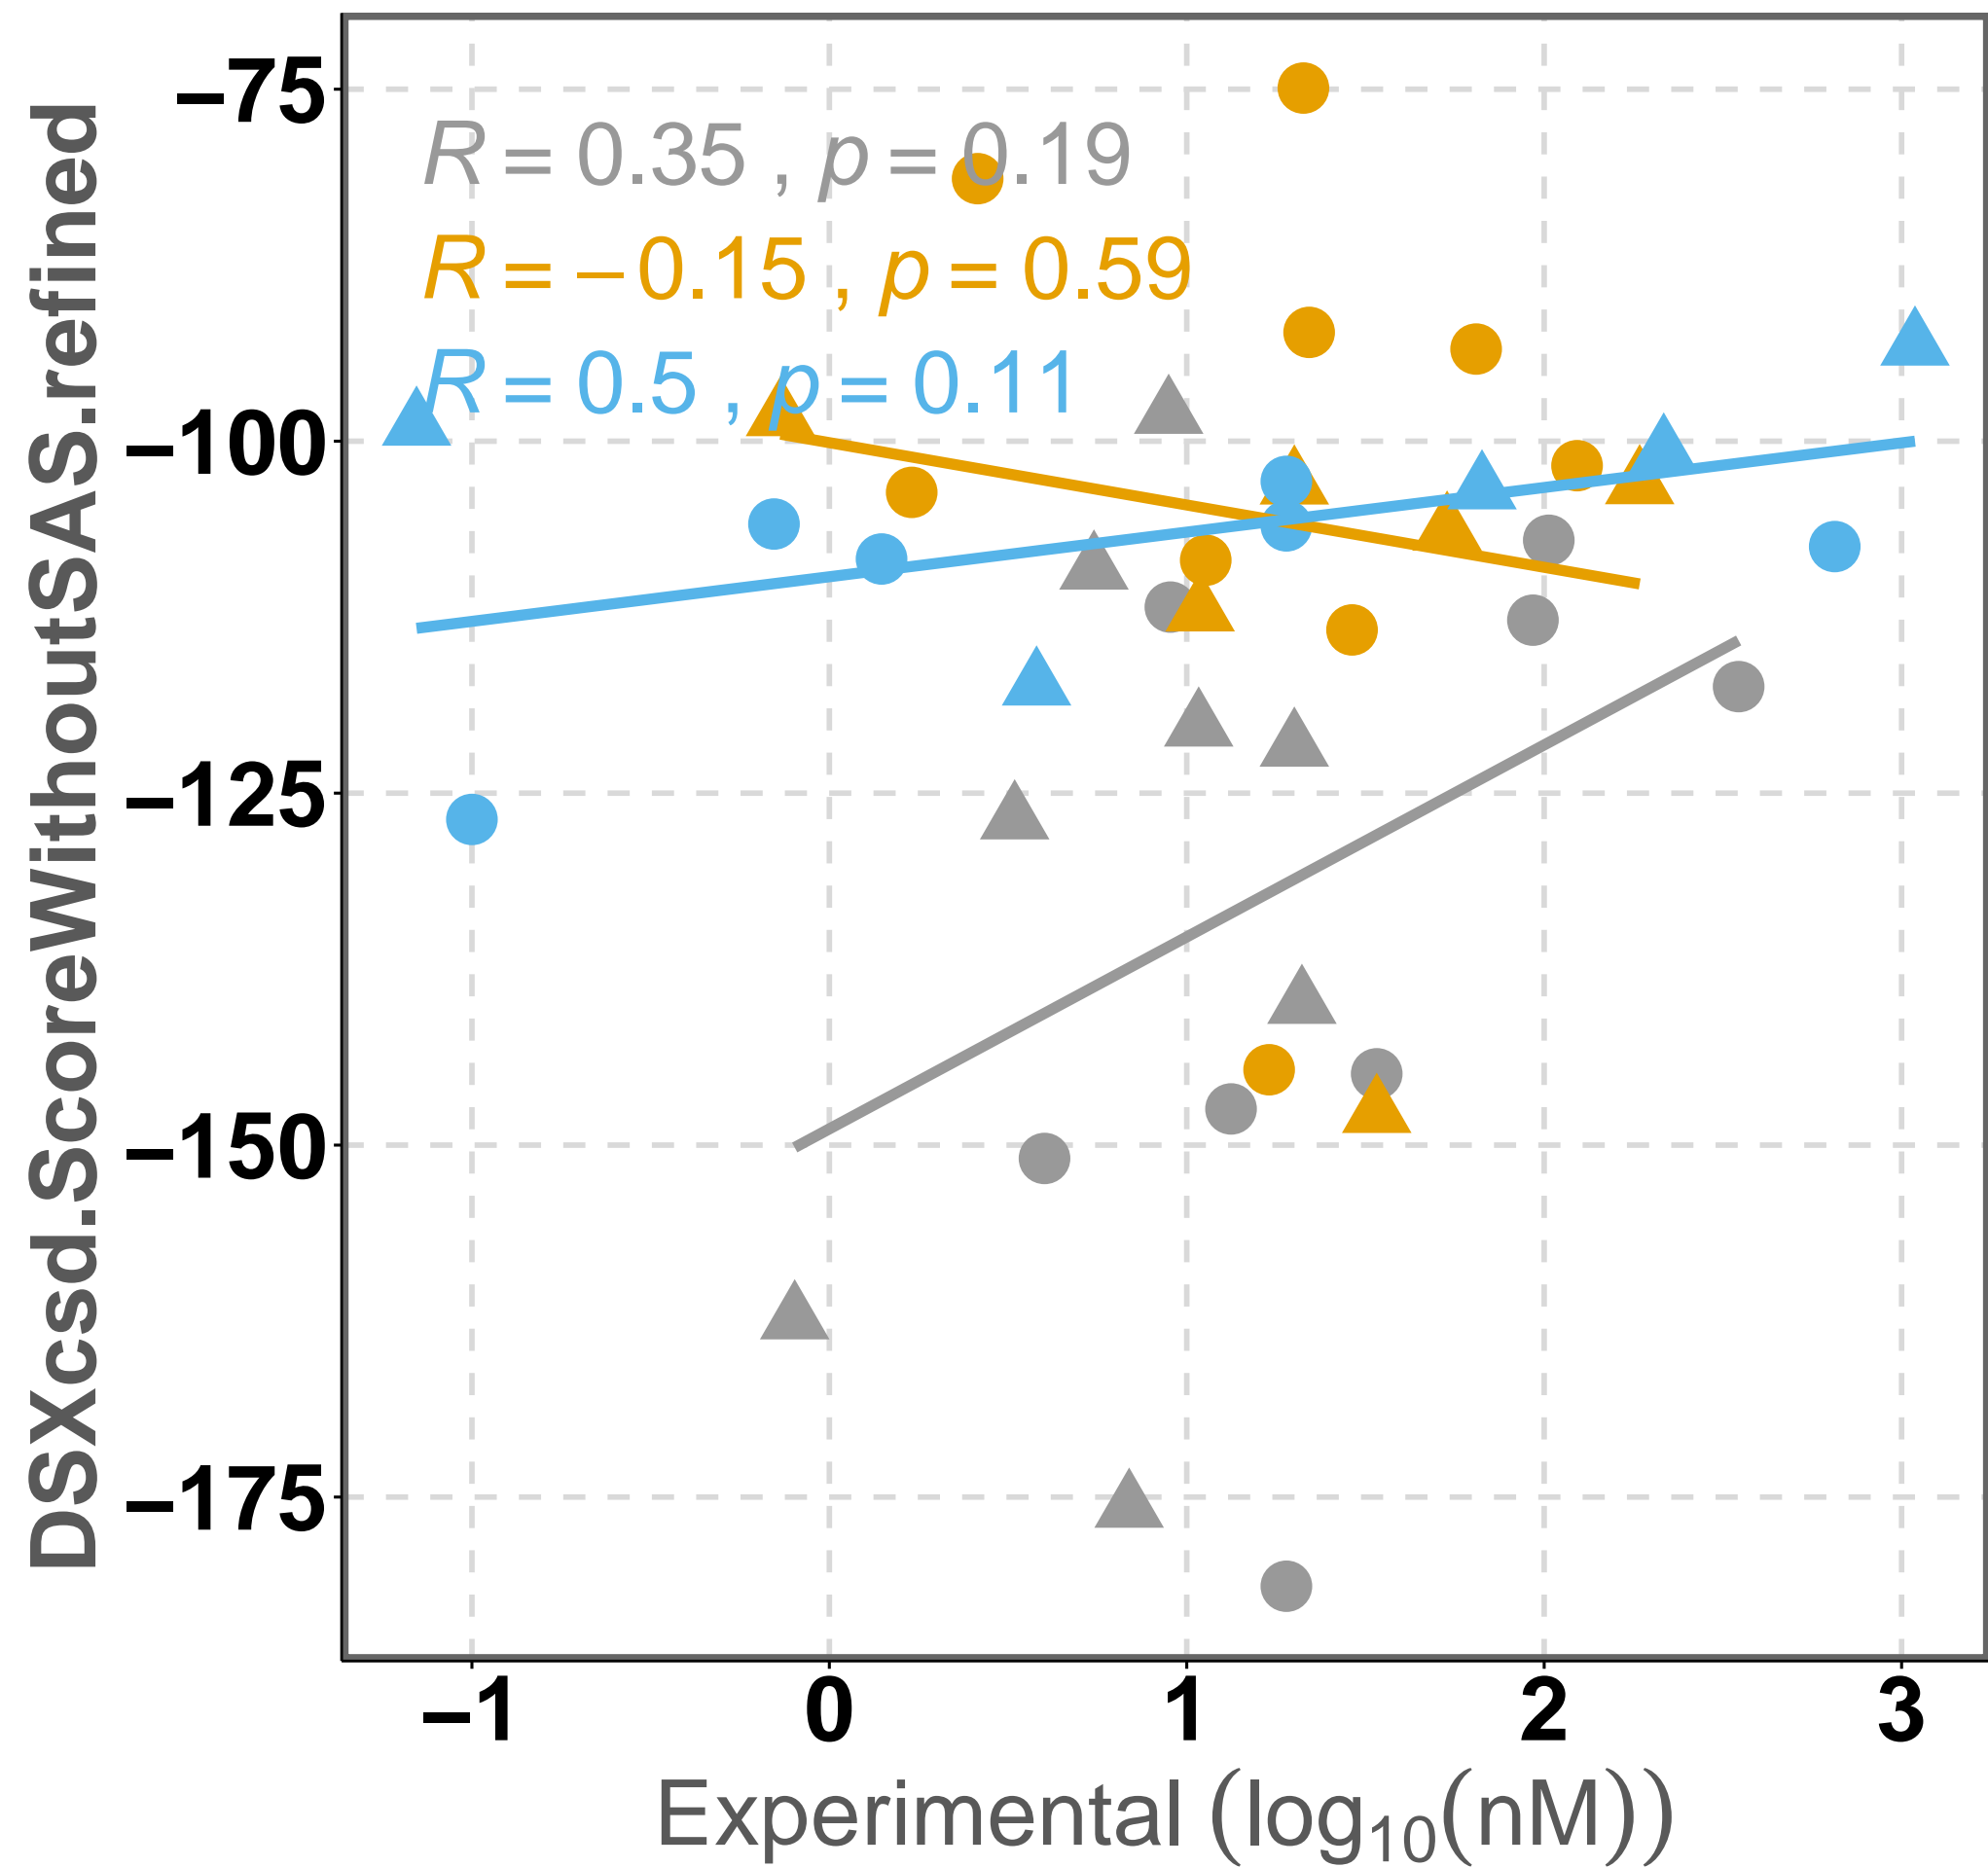 DSXcsd.ScoreWithoutSAS.refined
−75
−100
−125
−150
−175
R = 0.35 , p = 0.19
R = −0.15 , p = 0.59
R = 0.5 , p = 0.11
−1 0 1 2 3
Experimental (log10(nM))